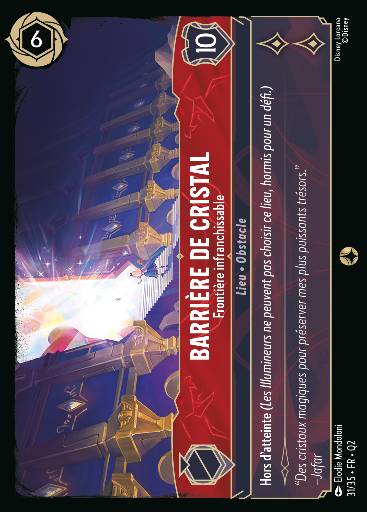 6
10
BARRIÈRE DE CRISTAL
Frontière infranchissable
Lieu • Obstacle
Hors d'atteinte (Les Illumineurs ne peuvent pas choisir ce lieu, hormis pour un défi.)
"Des cristaux magiques pour préserver mes plus puissants trésors."
–Jafar
Elodie Mondoloni
31/35 • FR • Q2
Disney Lorcana
©Disney